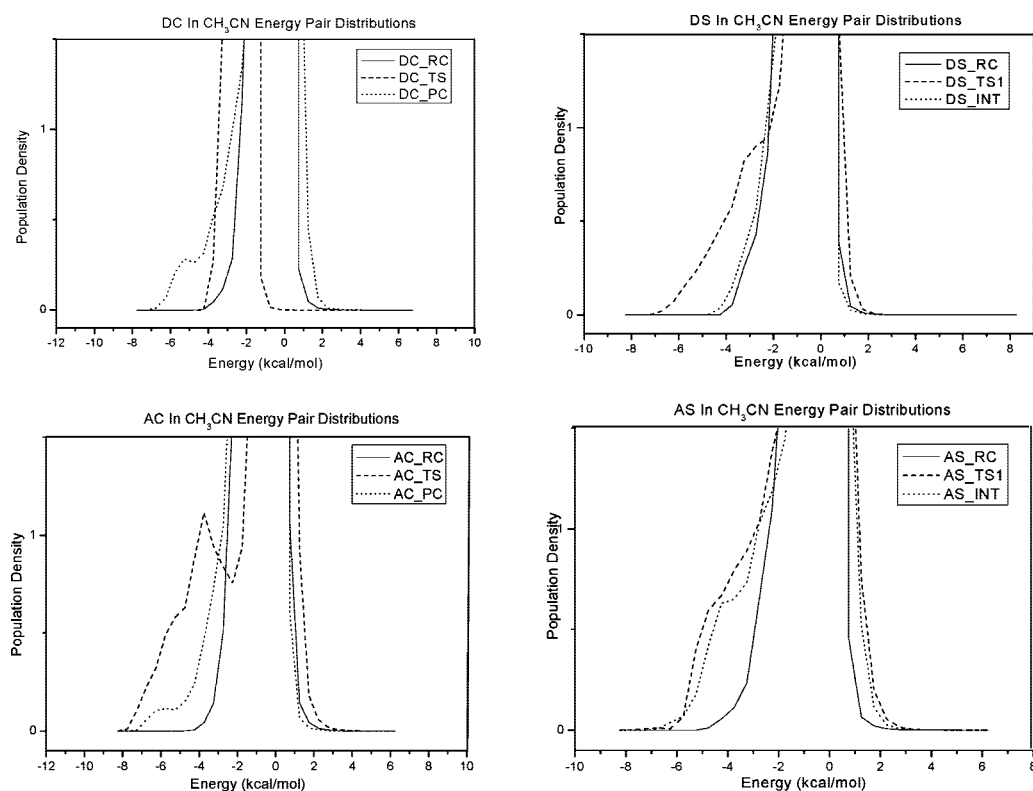 DC In CH₃CN Energy Pair Distributions
DC_RC
DC_TS
DC_PC
Population Density
1
0
-12 -10 -8 -6 -4 -2 0 2 4 6 8 10
Energy (kcal/mol)
DS In CH₃CN Energy Pair Distributions
DS_RC
DS_TS1
DS_INT
Population Density
1
0
-10 -8 -6 -4 -2 0 2 4 6 8
Energy (kcal/mol)
AC In CH₃CN Energy Pair Distributions
AC_RC
AC_TS
AC_PC
Population Density
1
0
-12 -10 -8 -6 -4 -2 0 2 4 6 8 10
Energy (kcal/mol)
AS In CH₃CN Energy Pair Distributions
AS_RC
AS_TS1
AS_INT
Population Density
1
0
-10 -8 -6 -4 -2 0 2 4 6 8
Energy (kcal/mol)